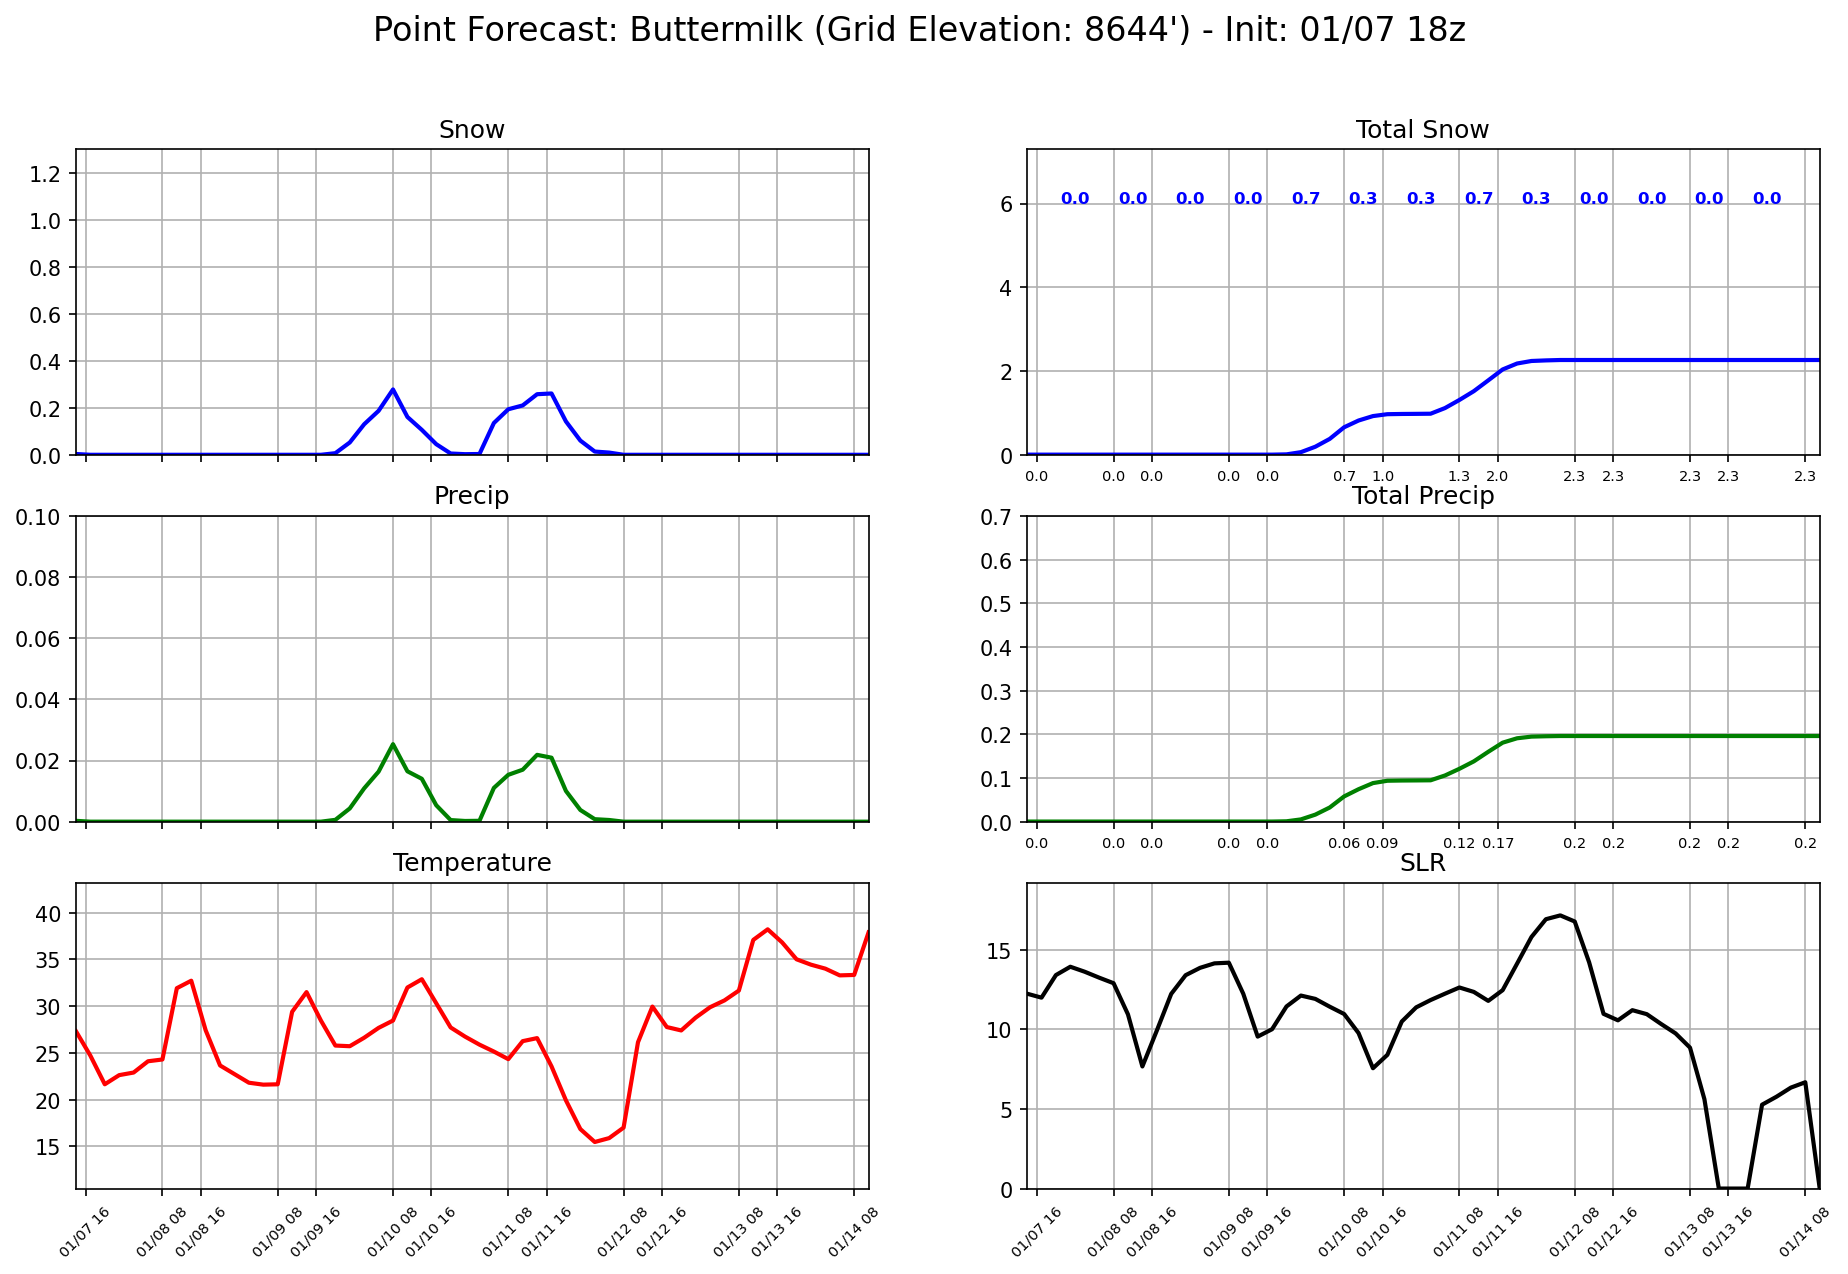 Point Forecast: Buttermilk (Grid Elevation: 8644') - Init: 01/07 18z
Snow
1.2
1.0
0.8
0.6
0.4
0.2
0.0
Total Snow
0.0 0.0 0.0 0.0 0.7 0.3 0.3 0.7 0.3 0.0 0.0 0.0 0.0
6
4
2
0
0.0 0.0 0.0 0.0 0.0 0.7 1.0 1.3 2.0 2.3 2.3 2.3 2.3 2.3
Precip
0.10
0.08
0.06
0.04
0.02
0.00
Total Precip
0.7
0.6
0.5
0.4
0.3
0.2
0.1
0.0
0.0 0.0 0.0 0.0 0.0 0.06 0.09 0.12 0.17 0.2 0.2 0.2 0.2 0.2
Temperature
40
35
30
25
20
15
01/07 16 01/08 08 01/08 16 01/09 08 01/09 16 01/10 08 01/10 16 01/11 08 01/11 16 01/12 08 01/12 16 01/13 08 01/13 16 01/14 08
SLR
15
10
5
0
01/07 16 01/08 08 01/08 16 01/09 08 01/09 16 01/10 08 01/10 16 01/11 08 01/11 16 01/12 08 01/12 16 01/13 08 01/13 16 01/14 08